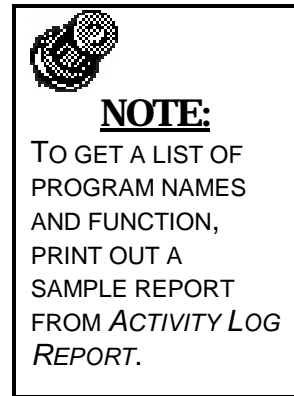 NOTE:
TO GET A LIST OF
PROGRAM NAMES
AND FUNCTION,
PRINT OUT A
SAMPLE REPORT
FROM ACTIVITY LOG
REPORT.